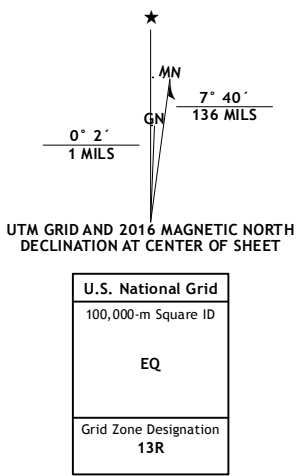 ★
MN
GN
7° 40´
136 MILS
0° 2´
1 MILS
UTM GRID AND 2016 MAGNETIC NORTH
DECLINATION AT CENTER OF SHEET
U.S. National Grid
100,000-m Square ID
EQ
Grid Zone Designation
13R